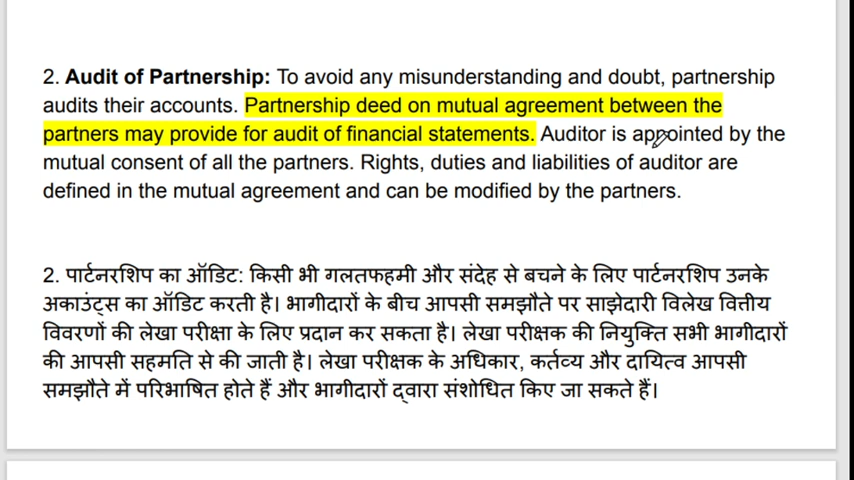 2. Audit of Partnership: To avoid any misunderstanding and doubt, partnership
audits their accounts. Partnership deed on mutual agreement between the
partners may provide for audit of financial statements. Auditor is appointed by the
mutual consent of all the partners. Rights, duties and liabilities of auditor are
defined in the mutual agreement and can be modified by the partners.
2. पार्टनरशिप का ऑडिट: किसी भी गलतफहमी और संदेह से बचने के लिए पार्टनरशिप उनके
अकाउंट्स का ऑडिट करती है। भागीदारों के बीच आपसी समझौते पर साझेदारी विलेख वित्तीय
विवरणों की लेखा परीक्षा के लिए प्रदान कर सकता है। लेखा परीक्षक की नियुक्ति सभी भागीदारों
की आपसी सहमति से की जाती है। लेखा परीक्षक के अधिकार, कर्तव्य और दायित्व आपसी
समझौते में परिभाषित होते हैं और भागीदारों द्वारा संशोधित किए जा सकते हैं।